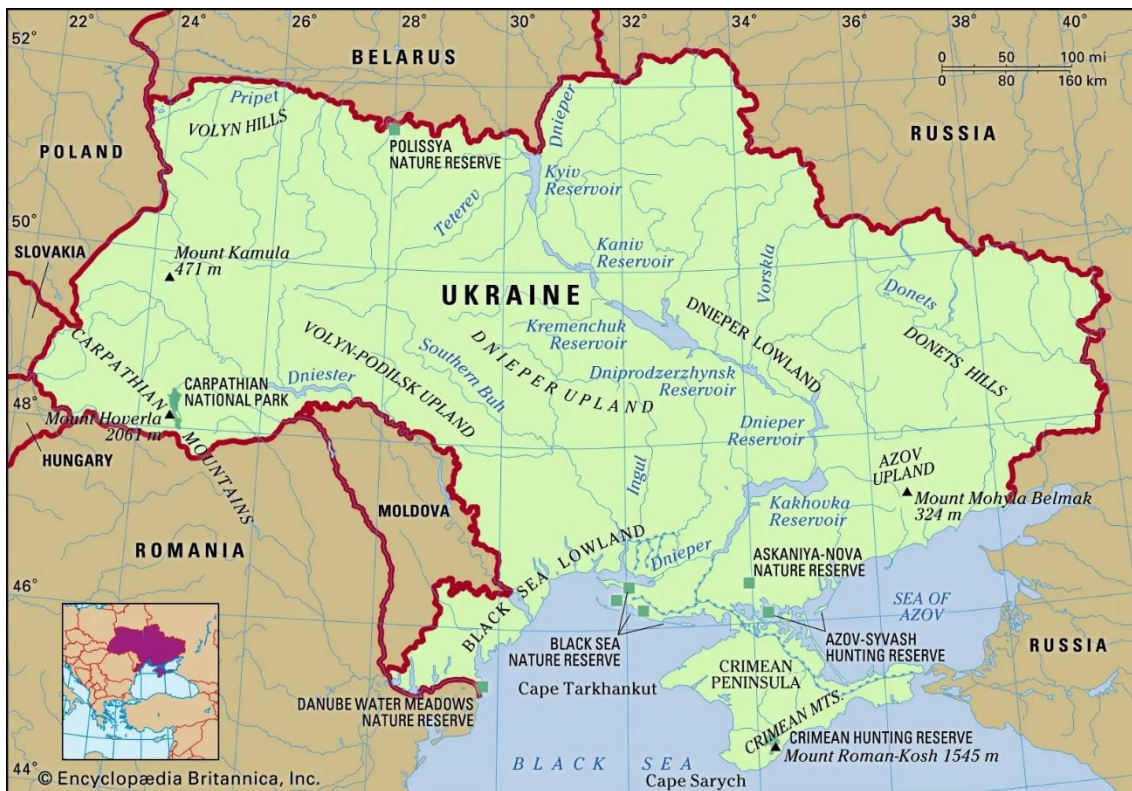 22°
24°
26°
28°
30°
32°
34°
36°
38°
40°
52°
BELARUS
0
50
100 mi
0
80
160 km
Pripet
VOLYN HILLS
Dnieper
RUSSIA
POLAND
POLISSYA
NATURE RESERVE
Kyiv
Reservoir
Teterev
50°
SLOVAKIA
Mount Kamula
471 m
Kaniv
Reservoir
Vorskla
Donets
UKRAINE
Kremenchuk
Reservoir
DNIEPER LOWLAND
DONETS HILLS
VOLYN-PODILSK UPLAND
Southern Buh
DNIEPER UPLAND
Dniprodzerzhynsk
Reservoir
CARPATHIAN
MOUNTAINS
CARPATHIAN
NATIONAL PARK
Dniester
48°
Mount Hoverla
2061 m
Dnieper
Reservoir
HUNGARY
Ingul
AZOV
UPLAND
Mount Mohyla Belmak
324 m
MOLDOVA
Kakhovka
Reservoir
ROMANIA
BLACK SEA LOWLAND
Dnieper
ASKANIYA-NOVA
NATURE RESERVE
46°
SEA OF
AZOV
BLACK SEA
NATURE RESERVE
AZOV-SYVASH
HUNTING RESERVE
RUSSIA
CRIMEAN
PENINSULA
Cape Tarkhankut
DANUBE WATER MEADOWS
NATURE RESERVE
CRIMEAN MTS.
CRIMEAN HUNTING RESERVE
Mount Roman-Kosh 1545 m
44°
© Encyclopædia Britannica, Inc.
BLACK SEA
Cape Sarych